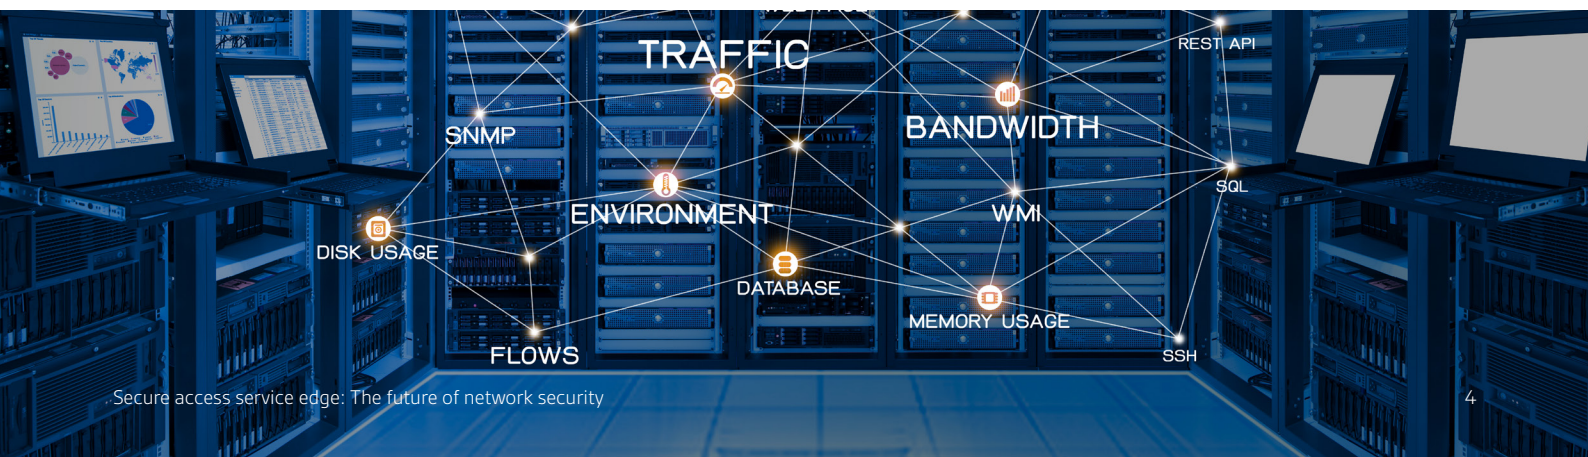 TRAFFIC
REST API
SNMP
BANDWIDTH
SQL
ENVIRONMENT
WMI
DISK USAGE
DATABASE
MEMORY USAGE
FLOWS
SSH
Secure access service edge: The future of network security
4